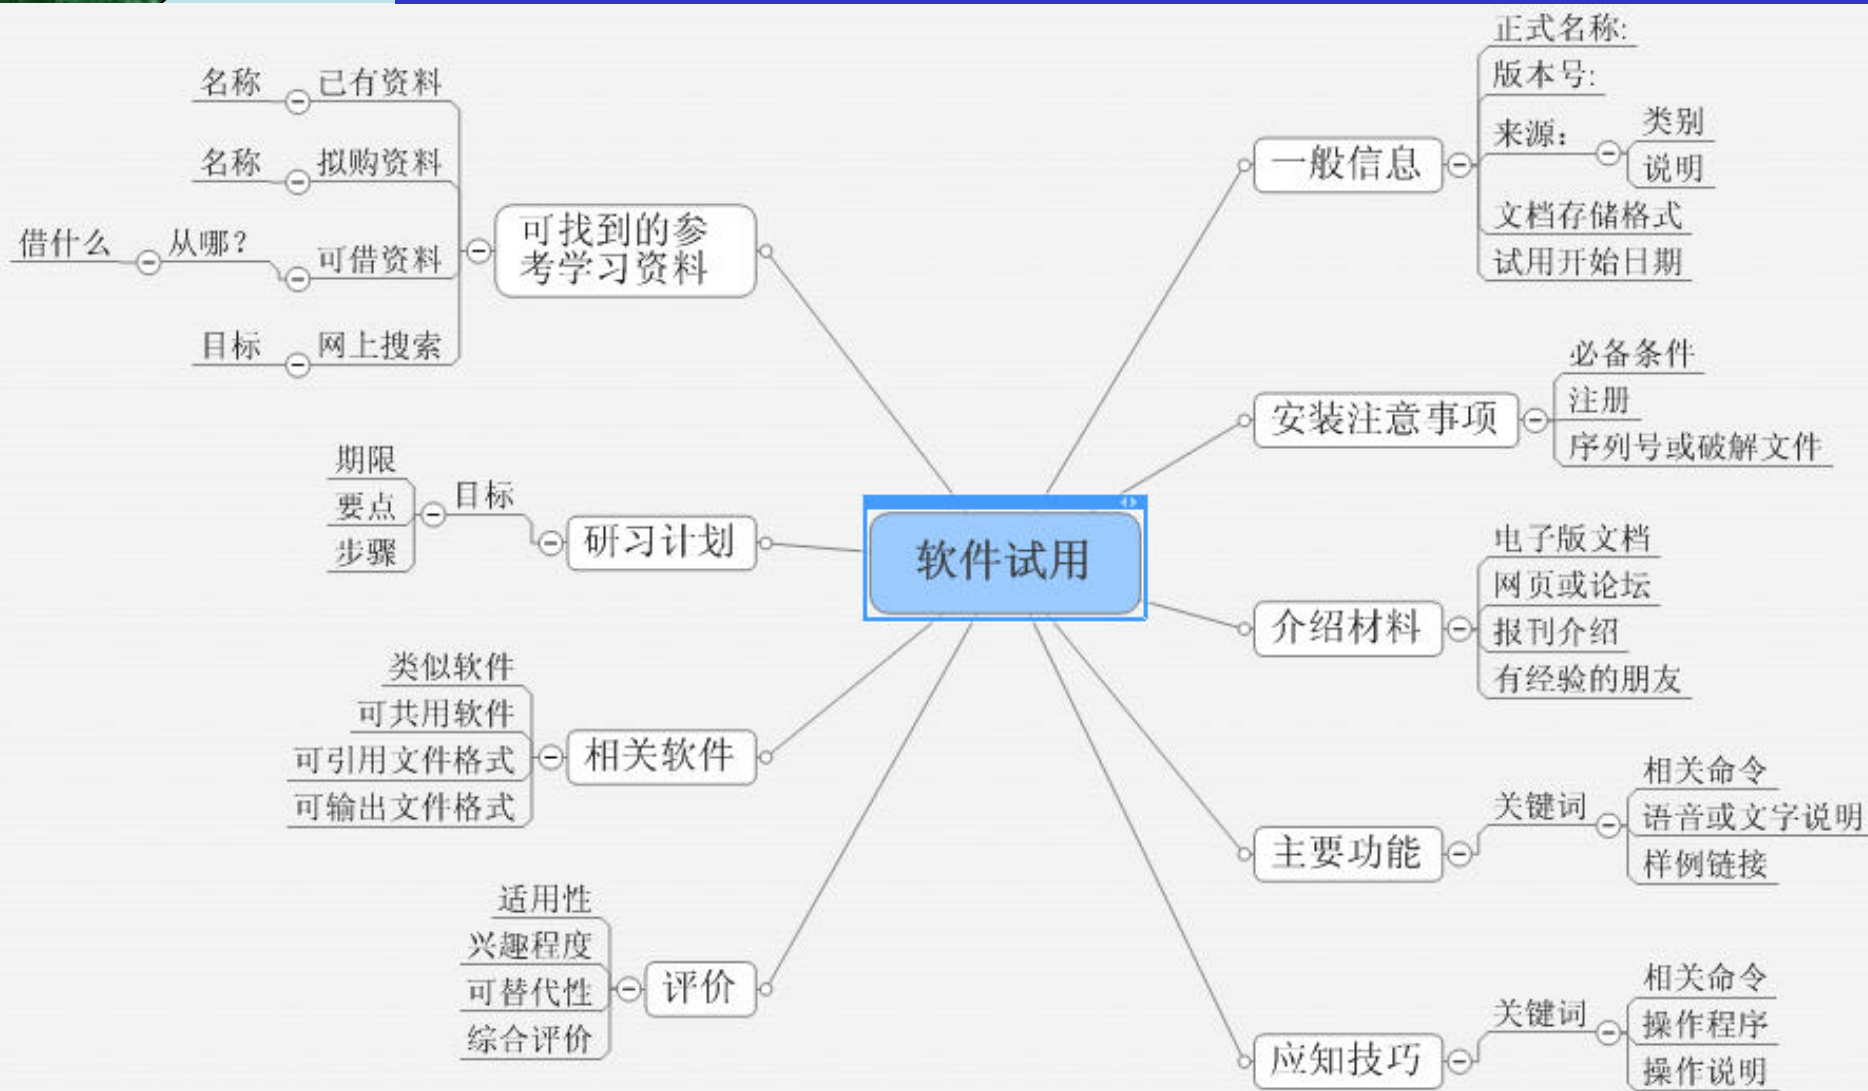 软件试用
一般信息
正式名称:
版本号:
来源：
类别
说明
文档存储格式
试用开始日期
安装注意事项
必备条件
注册
序列号或破解文件
介绍材料
电子版文档
网页或论坛
报刊介绍
有经验的朋友
主要功能
关键词
相关命令
语音或文字说明
样例链接
应知技巧
关键词
相关命令
操作程序
操作说明
可找到的参
考学习资料
已有资料
名称
拟购资料
名称
可借资料
从哪？
借什么
网上搜索
目标
研习计划
目标
期限
要点
步骤
相关软件
类似软件
可共用软件
可引用文件格式
可输出文件格式
评价
适用性
兴趣程度
可替代性
综合评价